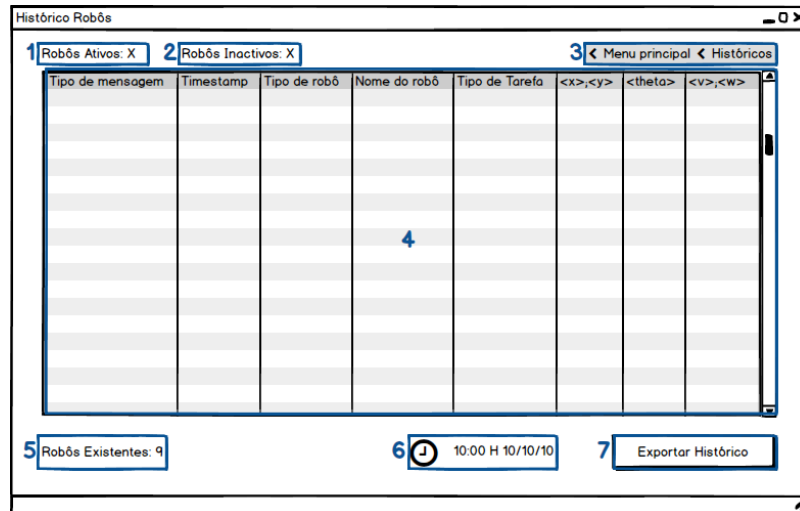 Histórico Robôs
1 Robôs Ativos: X 2 Robôs Inactivos: X 3 < Menu principal < Históricos
Tipo de mensagem Timestamp Tipo de robô Nome do robô Tipo de Tarefa <x>;<y> <theta> <v>;<w>
4
5 Robôs Existentes: 9 6 10:00 H 10/10/10 7 Exportar Histórico